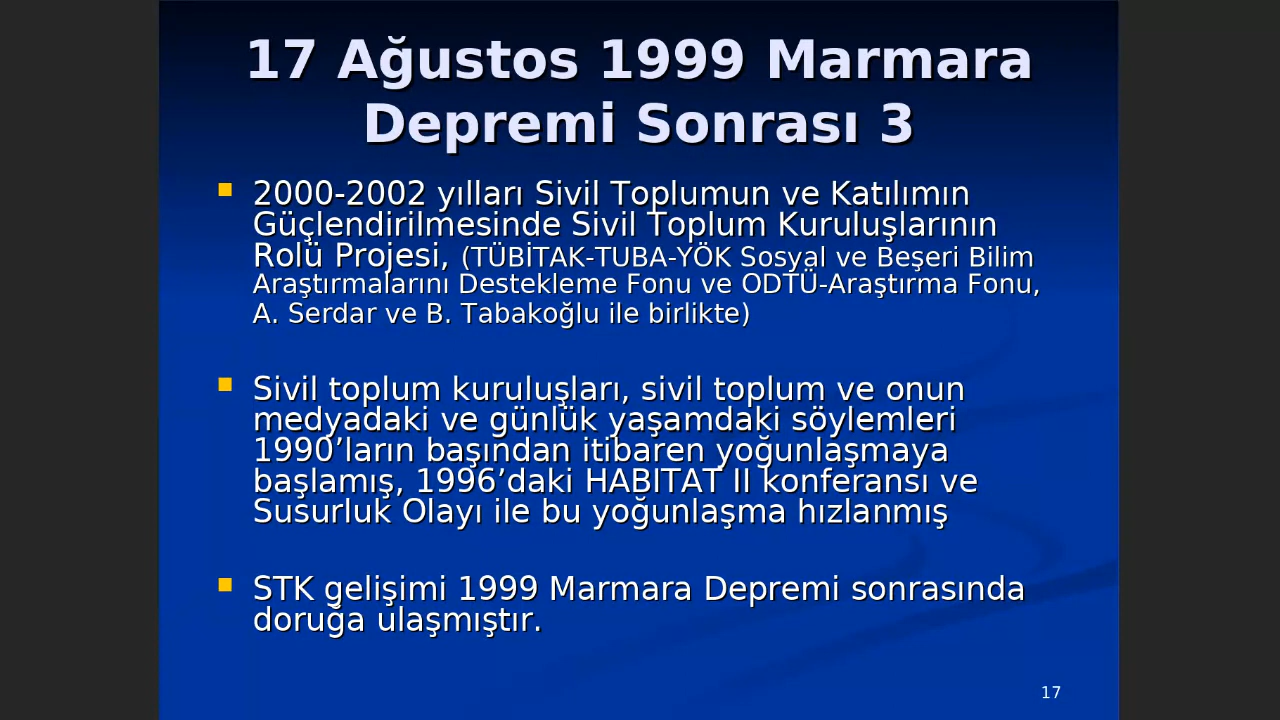 17 Ağustos 1999 Marmara
Depremi Sonrası 3
2000-2002 yılları Sivil Toplumun ve Katılımın
Güçlendirilmesinde Sivil Toplum Kuruluşlarının
Rolü Projesi, (TÜBİTAK-TUBA-YÖK Sosyal ve Beşeri Bilim
Araştırmalarını Destekleme Fonu ve ODTÜ-Araştırma Fonu,
A. Serdar ve B. Tabakoğlu ile birlikte)
Sivil toplum kuruluşları, sivil toplum ve onun
medyadaki ve günlük yaşamdaki söylemleri
1990’ların başından itibaren yoğunlaşmaya
başlamış, 1996’daki HABITAT II konferansı ve
Susurluk Olayı ile bu yoğunlaşma hızlanmış
STK gelişimi 1999 Marmara Depremi sonrasında
doruğa ulaşmıştır.
17